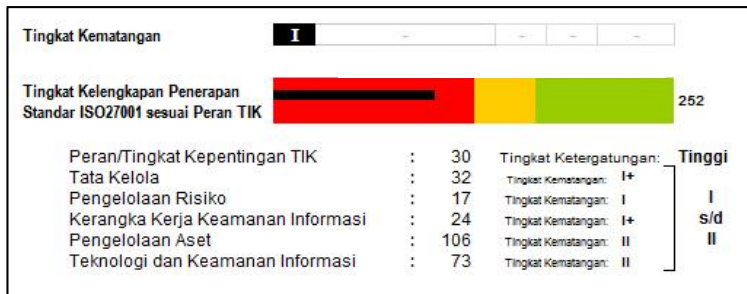 Tingkat Kematangan I - - - -
Tingkat Kelengkapan Penerapan
Standar ISO27001 sesuai Peran TIK 252
Peran/Tingkat Kepentingan TIK : 30 Tingkat Ketergatungan: Tinggi
Tata Kelola : 32 Tingkat Kematangan: I+
Pengelolaan Risiko : 17 Tingkat Kematangan: I I
Kerangka Kerja Keamanan Informasi : 24 Tingkat Kematangan: I+ s/d
Pengelolaan Aset : 106 Tingkat Kematangan: II II
Teknologi dan Keamanan Informasi : 73 Tingkat Kematangan: II